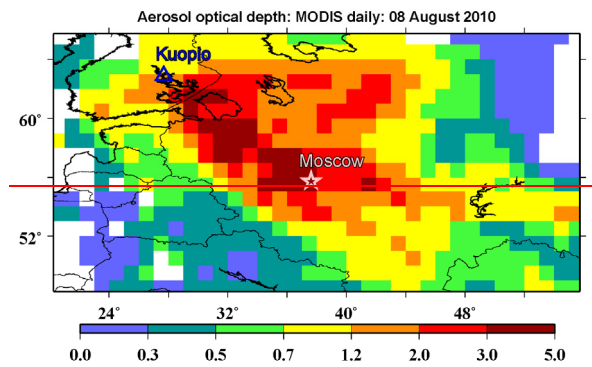 Aerosol optical depth: MODIS daily: 08 August 2010
Kuopio
60°
Moscow
52°
24° 32° 40° 48°
0.0 0.3 0.5 0.7 1.2 2.0 3.0 5.0